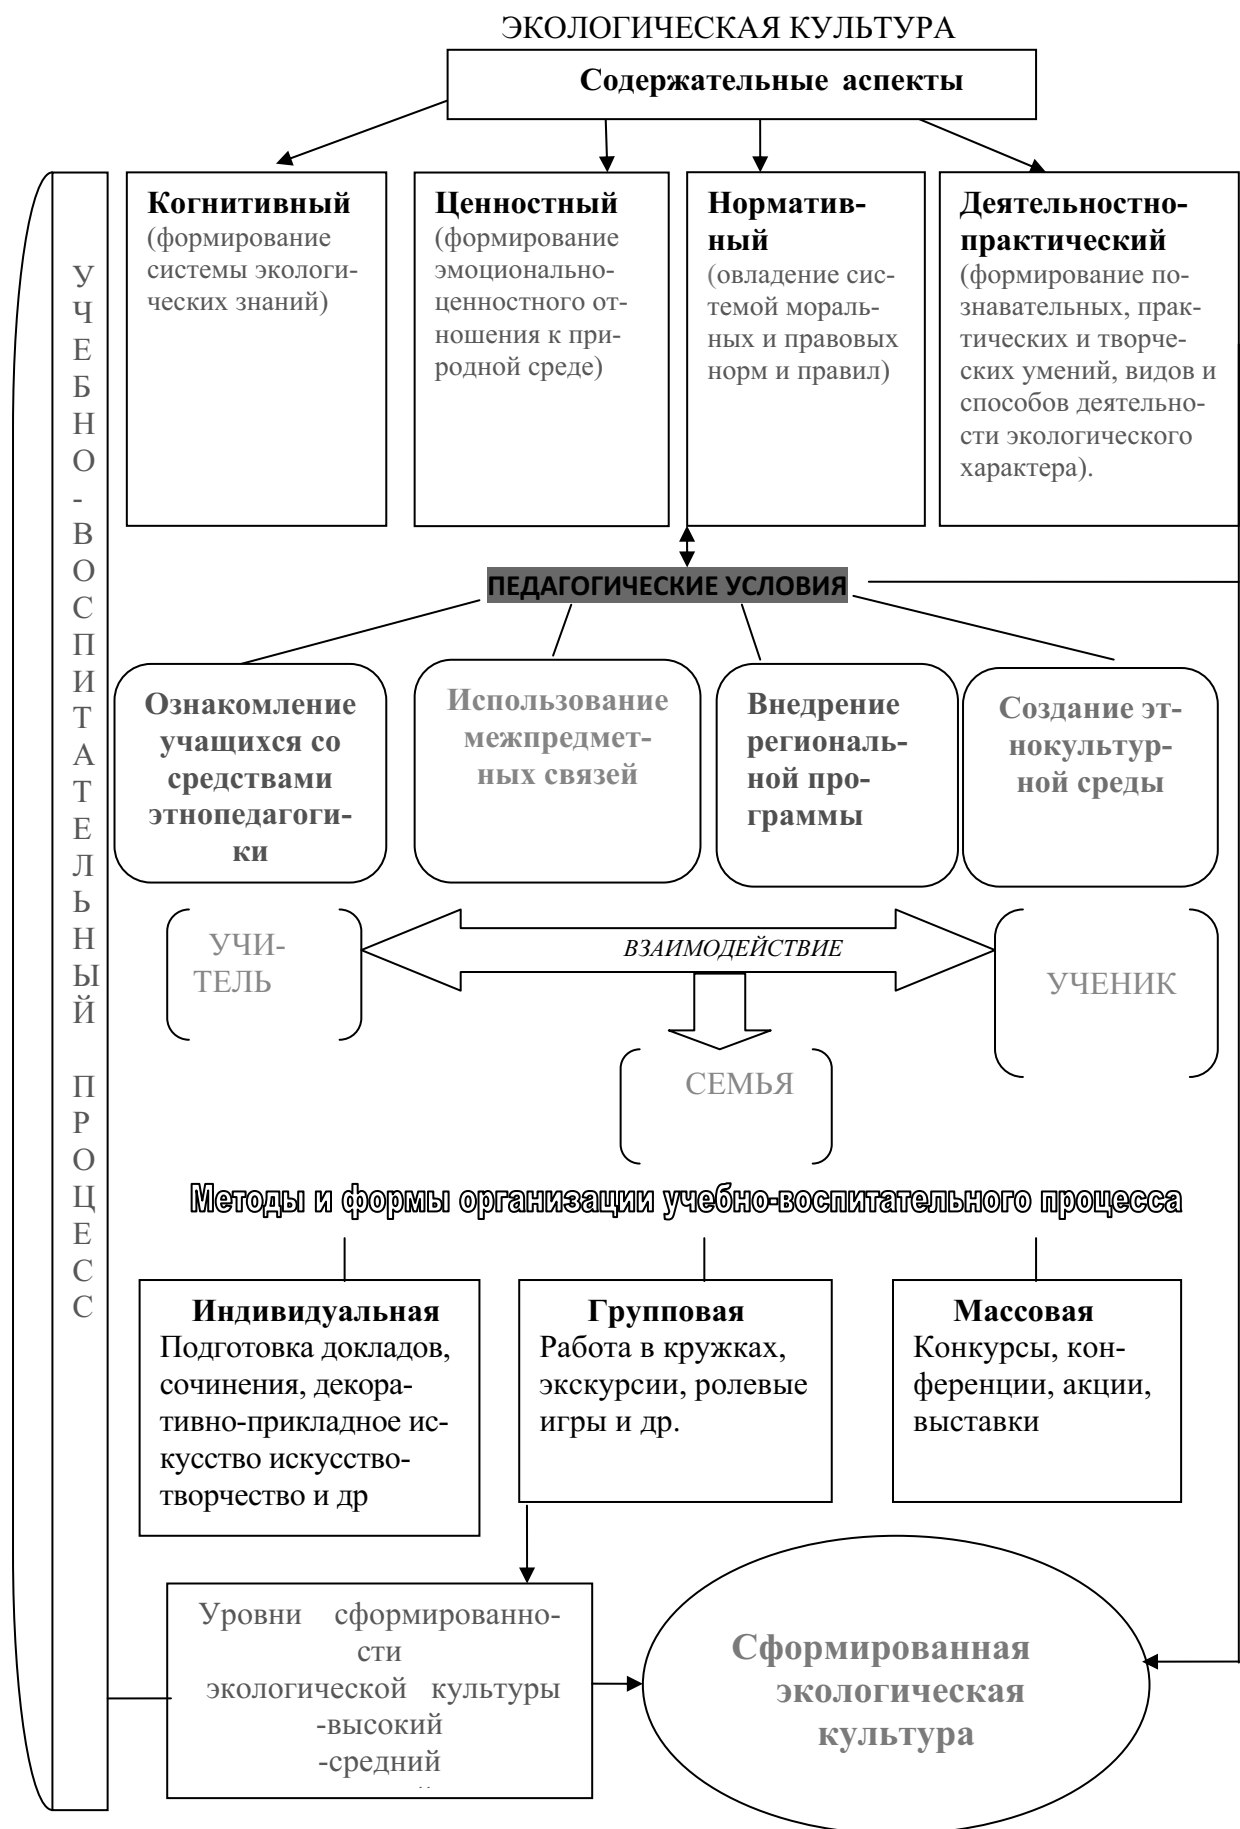 ЭКОЛОГИЧЕСКАЯ КУЛЬТУРА
Содержательные аспекты
Когнитивный
(формирование
системы экологи-
ческих знаний)
Ценностный
(формирование
эмоционально-
ценностного от-
ношения к при-
родной среде)
Норматив-
ный
(овладение сис-
темой мораль-
ных и правовых
норм и правил)
Деятельностно-
практический
(формирование по-
знавательных, прак-
тических и творче-
ских умений, видов и
способов деятельно-
сти экологического
характера).
УЧЕБНО-ВОСПИТАТЕЛЬНЫЙ ПРОЦЕСС
ПЕДАГОГИЧЕСКИЕ УСЛОВИЯ
Ознакомление
учащихся со
средствами
этнопедагоги-
ки
Использование
межпредмет-
ных связей
Внедрение
региональ-
ной про-
граммы
Создание эт-
нокультур-
ной среды
УЧИ-
ТЕЛЬ
ВЗАИМОДЕЙСТВИЕ
УЧЕНИК
СЕМЬЯ
Методы и формы организации учебно-воспитательного процесса
Индивидуальная
Подготовка докладов,
сочинения, декора-
тивно-прикладное ис-
кусство искусство-
творчество и др
Групповая
Работа в кружках,
экскурсии, ролевые
игры и др.
Массовая
Конкурсы, кон-
ференции, акции,
выставки
Уровни сформированно-
сти
экологической культуры
-высокий
-средний
Сформированная
экологическая
культура